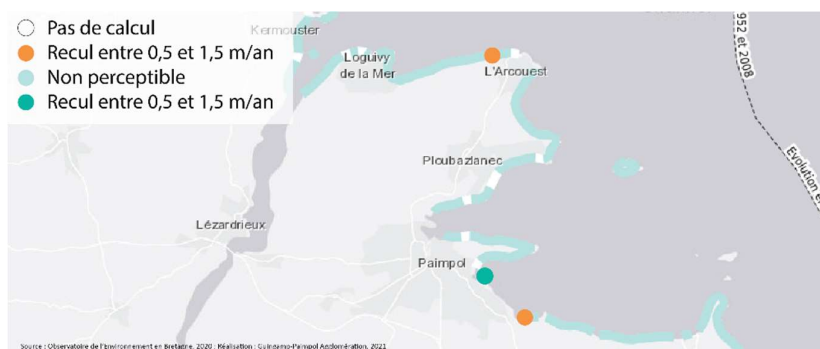 Pas de calcul
Recul entre 0,5 et 1,5 m/an
Non perceptible
Recul entre 0,5 et 1,5 m/an
Kermouster
Loguivy
de la Mer
L'Arcouest
952 et 2008
Ploubazlanec
Evolution e
Lézardrieux
Paimpol
Source : Observatoire de l'Environnement en Bretagne, 2020 ; Réalisation : Guingamp-Paimpol Agglomération, 2021